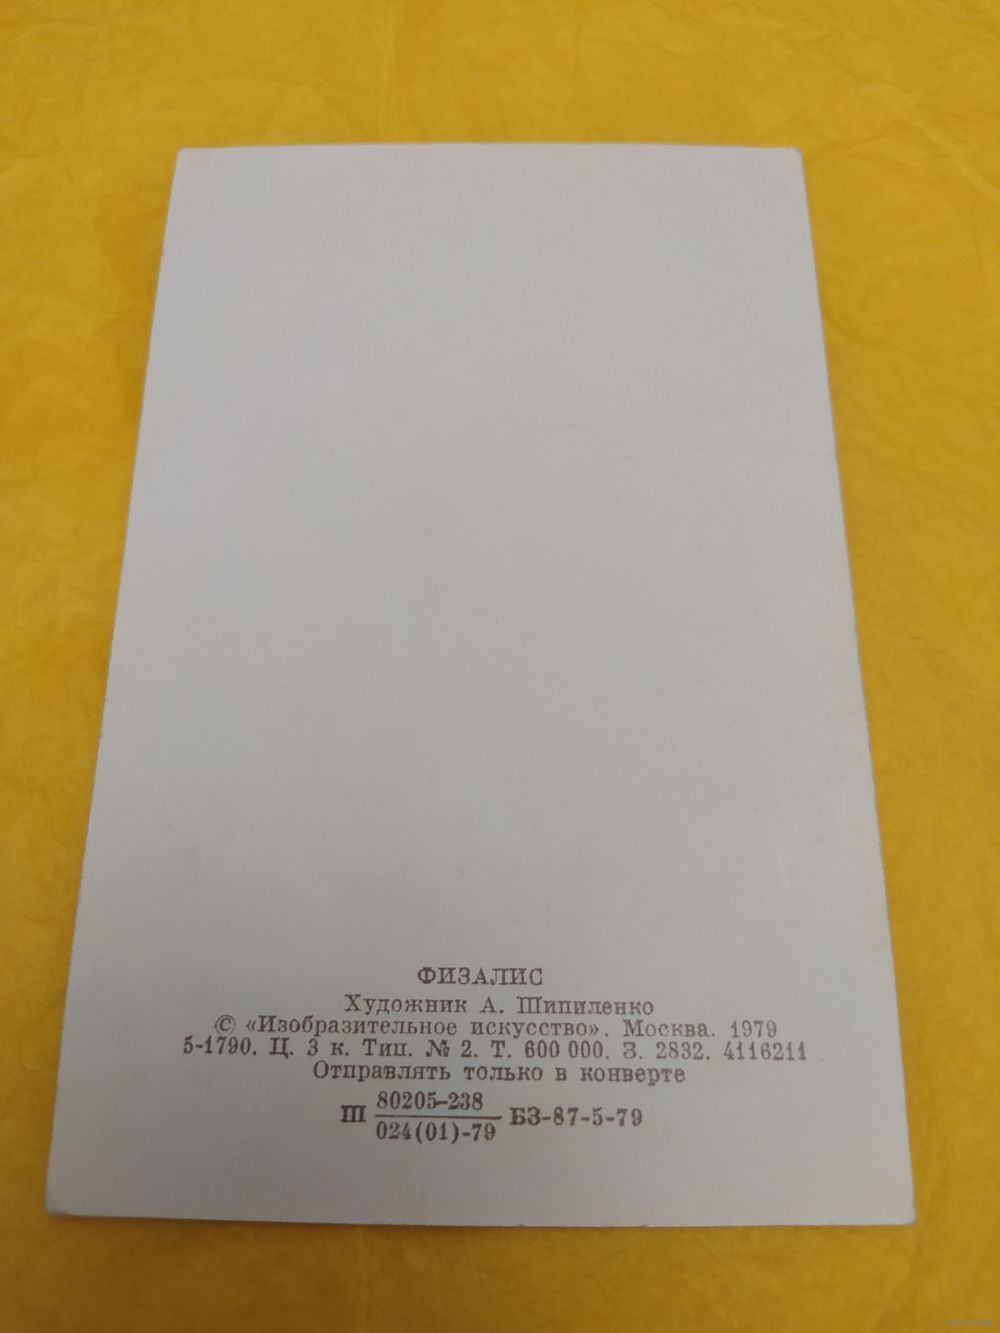 ФИЗАЛИС
Художник А. Шипиленко
© «Изобразительное искусство». Москва. 1979
5-1790. Ц. 3 к. Тип. № 2. Т. 600 000. З. 2832. 4116211
Отправлять только в конверте
Ш 80205-238 БЗ-87-5-79
024(01)-79